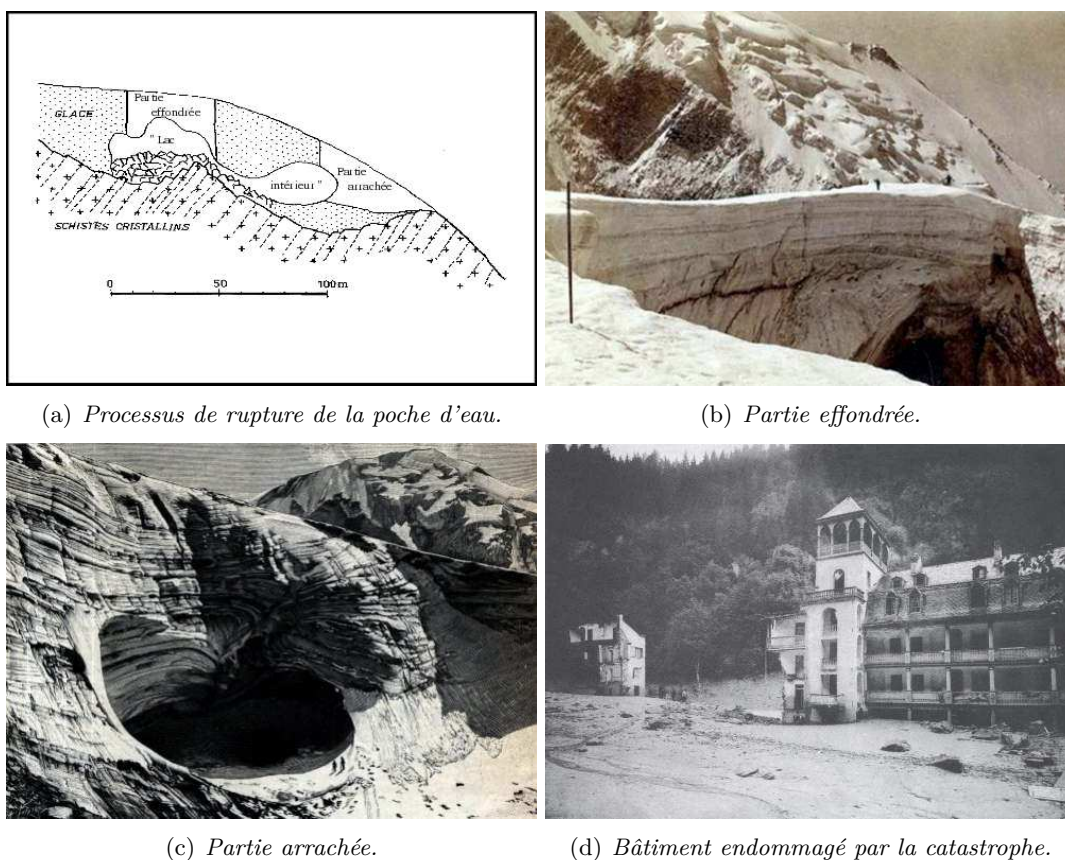 Partie
effondrée
GLACE
" Lac
Partie
intérieur "
arrachée
SCHISTES CRISTALLINS
0 50 100 m
(a) Processus de rupture de la poche d'eau.
(b) Partie effondrée.
(c) Partie arrachée.
(d) Bâtiment endommagé par la catastrophe.